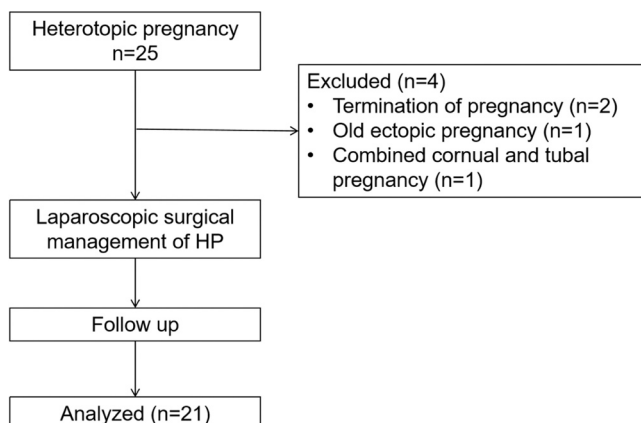 Heterotopic pregnancy
n=25
Excluded (n=4)
• Termination of pregnancy (n=2)
• Old ectopic pregnancy (n=1)
• Combined cornual and tubal
pregnancy (n=1)
Laparoscopic surgical
management of HP
Follow up
Analyzed (n=21)